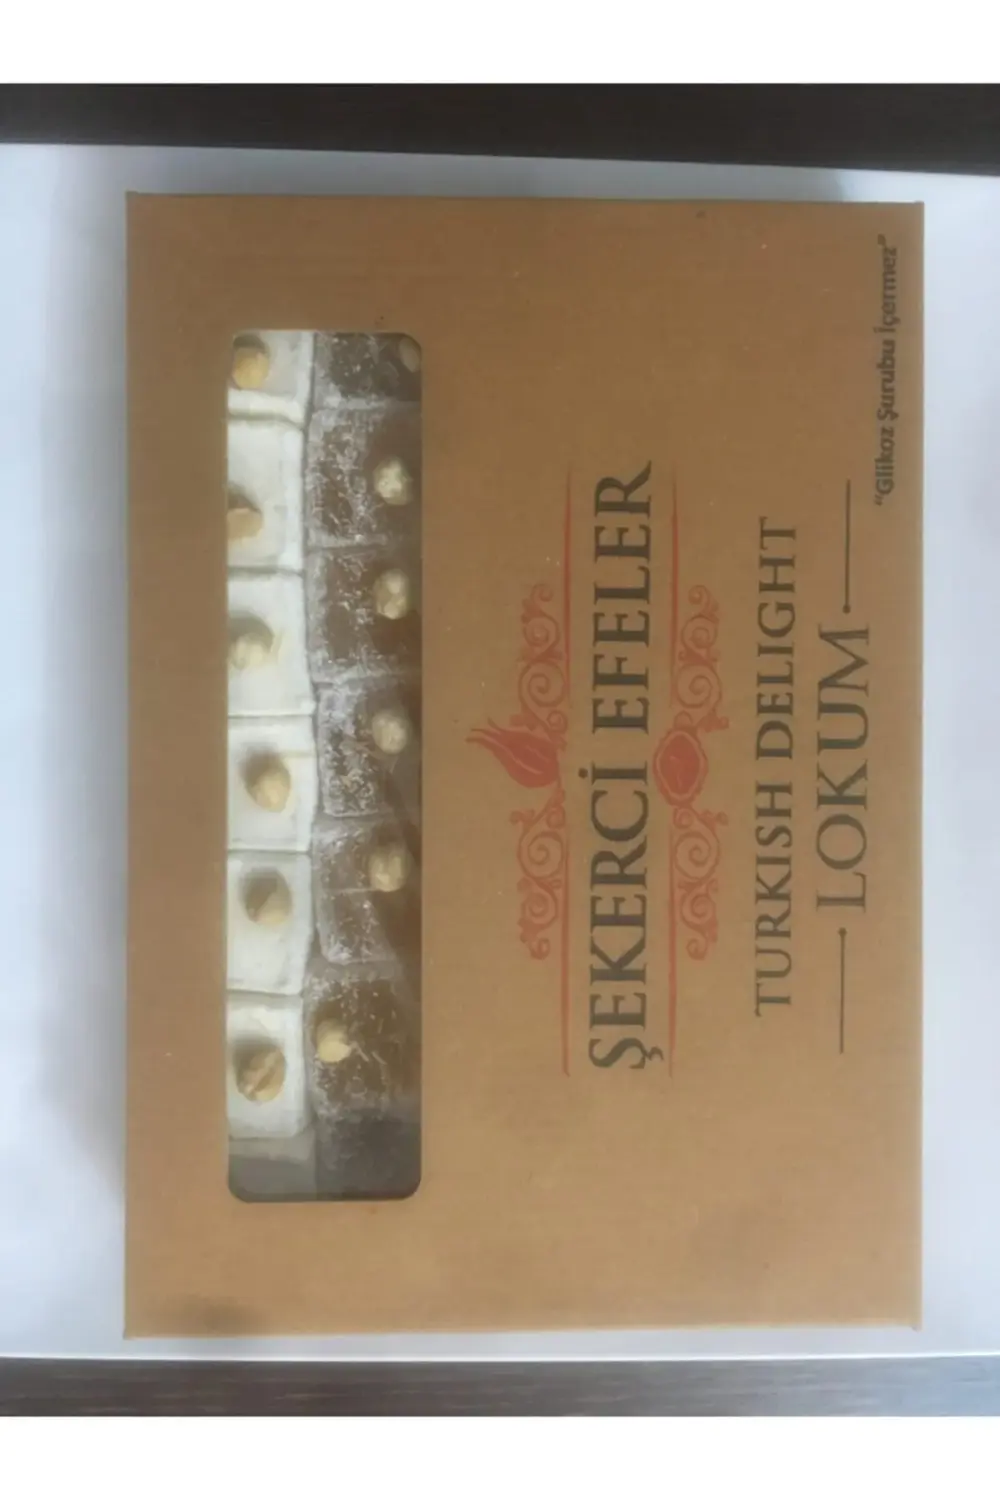 ŞEKERCİ EFELER
TURKISH DELIGHT
LOKUM
"Glikoz Şurubu İçermez"